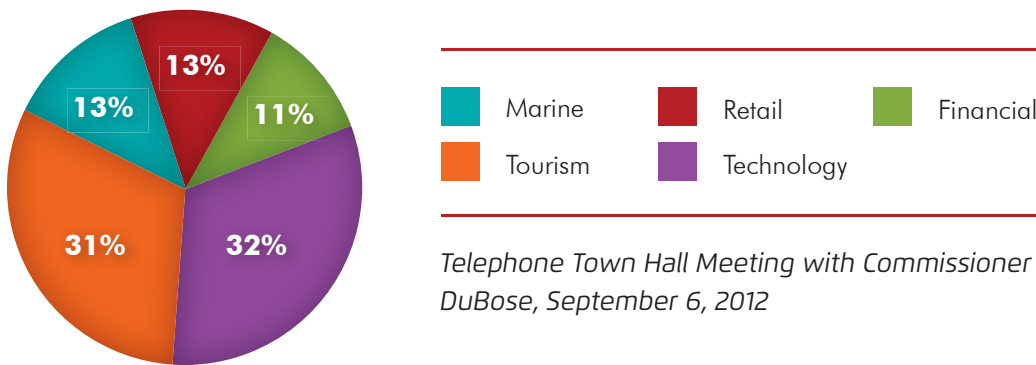 13%
13%
11%
31%
32%
Marine
Retail
Financial
Tourism
Technology
Telephone Town Hall Meeting with Commissioner
DuBose, September 6, 2012